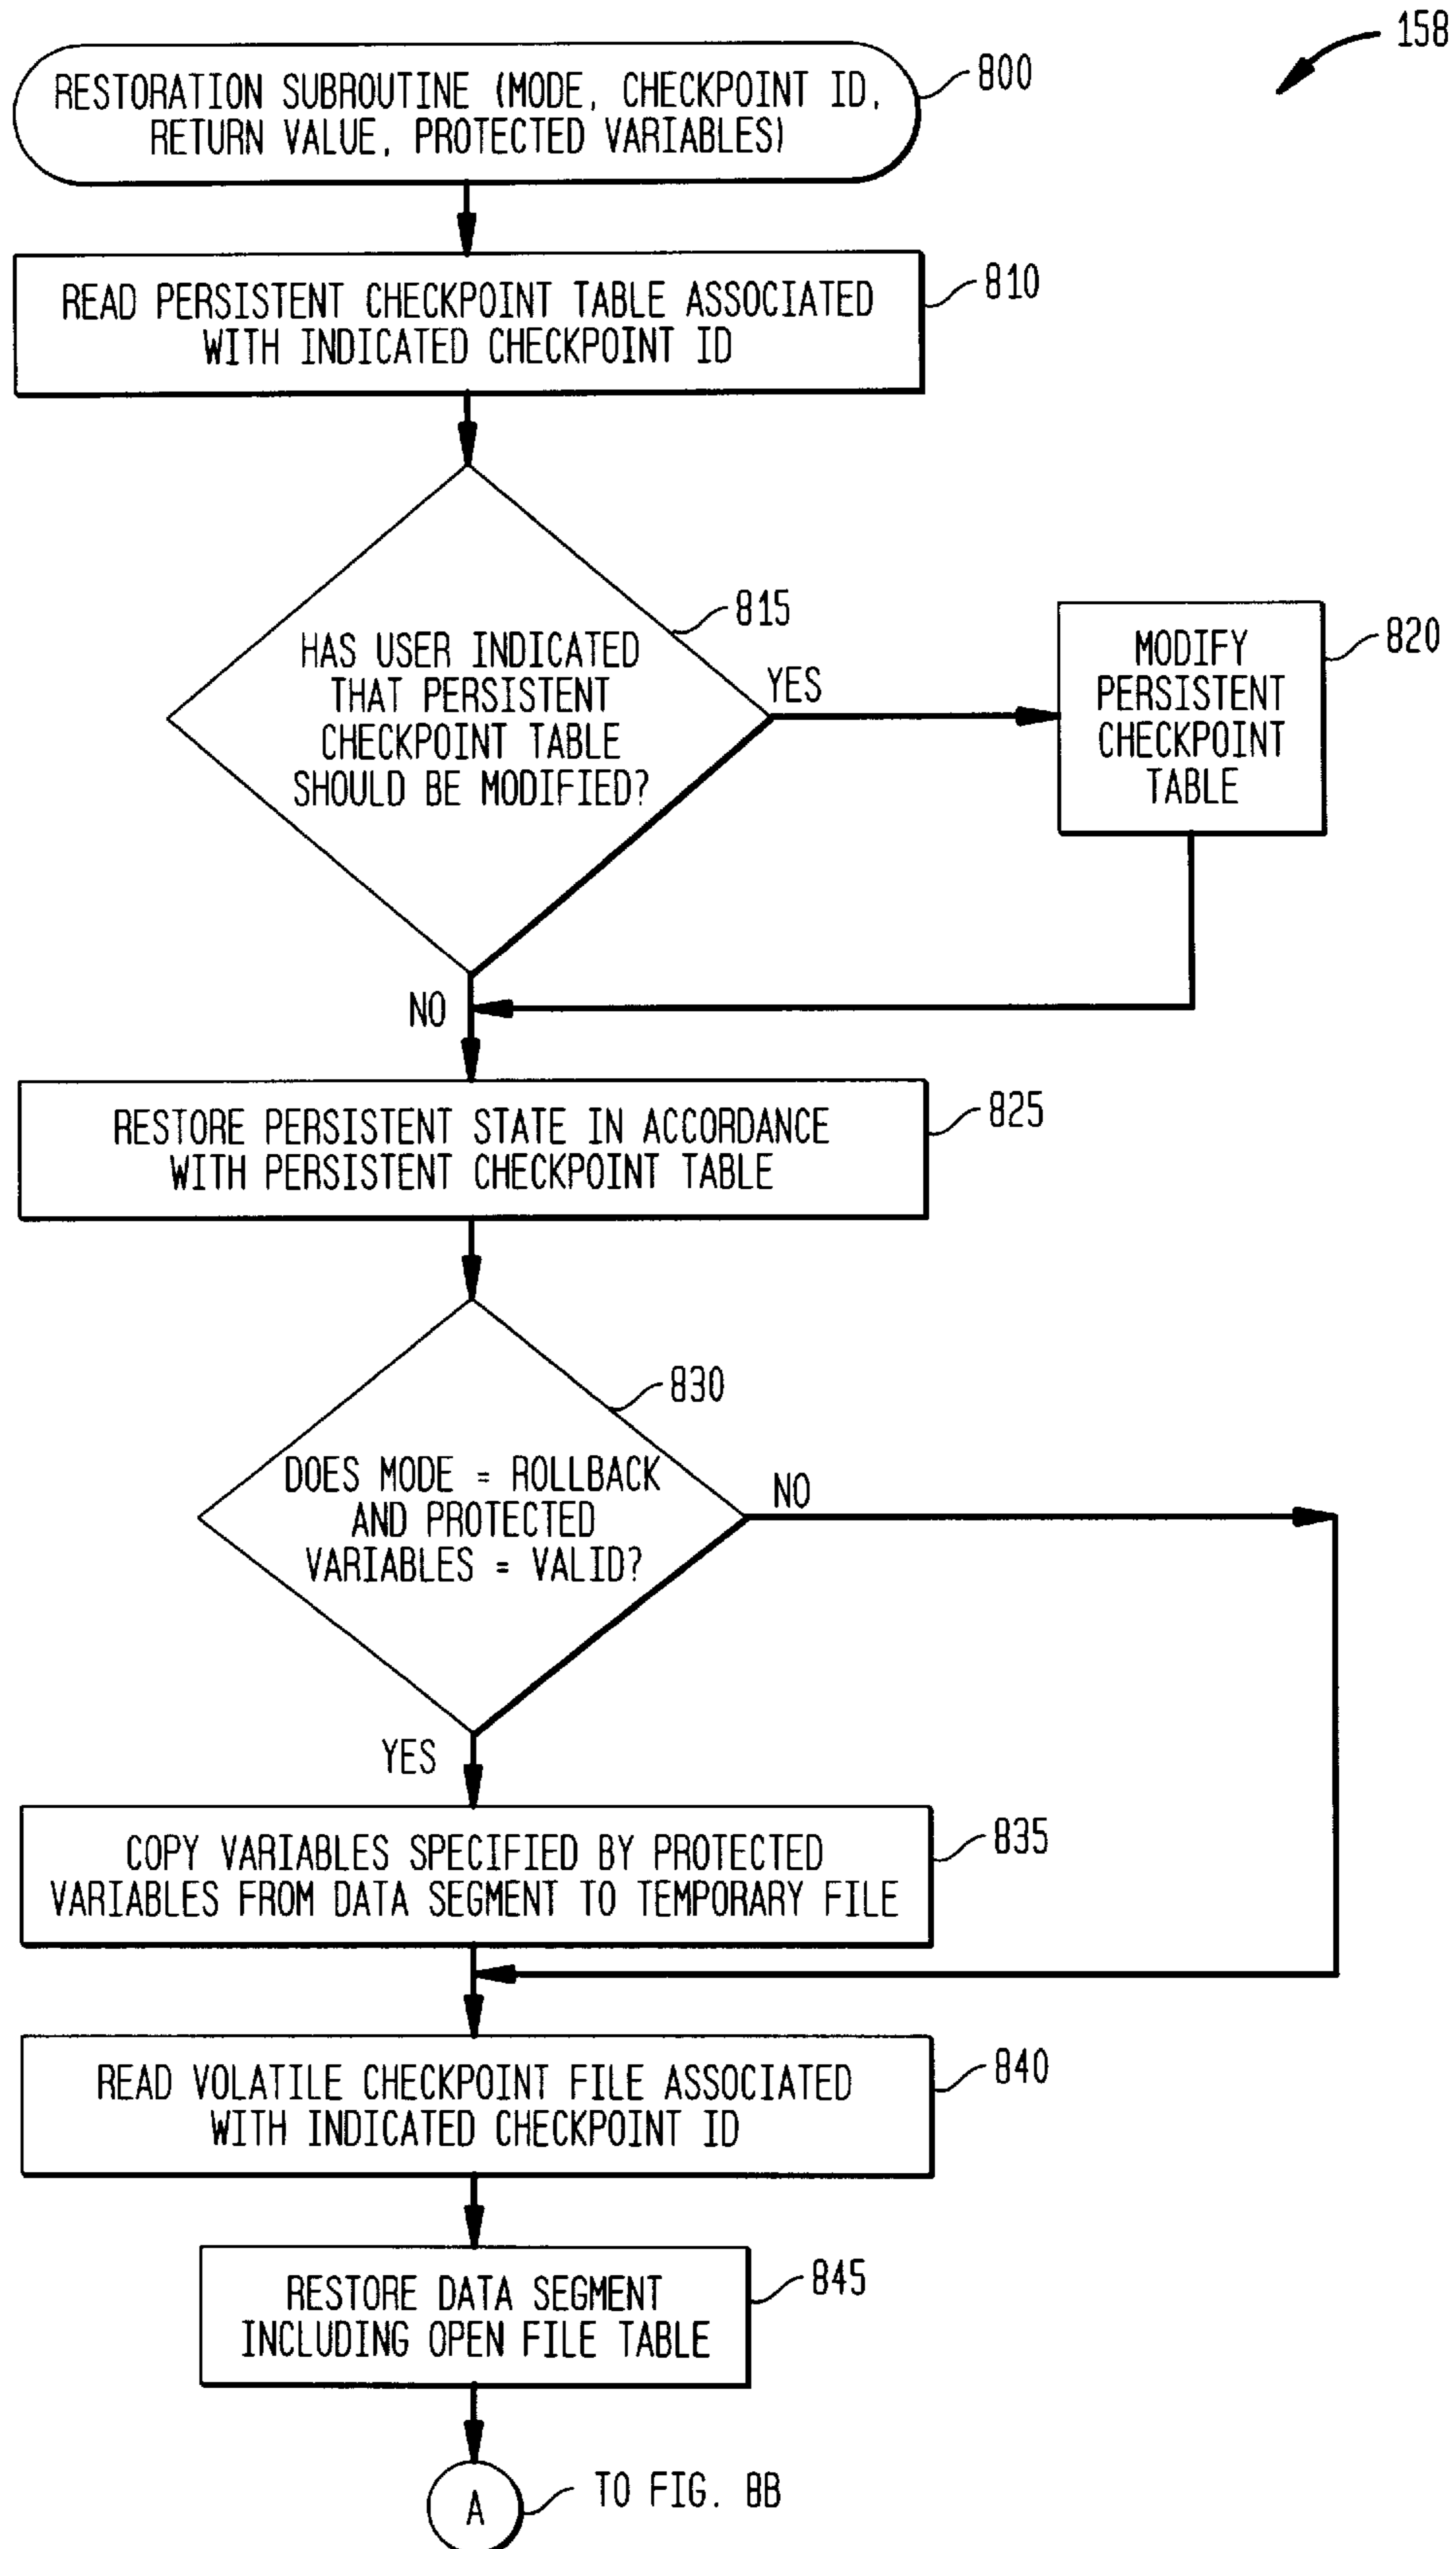 158
RESTORATION SUBROUTINE (MODE, CHECKPOINT ID,
RETURN VALUE, PROTECTED VARIABLES)
800
READ PERSISTENT CHECKPOINT TABLE ASSOCIATED
WITH INDICATED CHECKPOINT ID
810
815
HAS USER INDICATED
THAT PERSISTENT
CHECKPOINT TABLE
SHOULD BE MODIFIED?
YES
MODIFY
PERSISTENT
CHECKPOINT
TABLE
820
NO
RESTORE PERSISTENT STATE IN ACCORDANCE
WITH PERSISTENT CHECKPOINT TABLE
825
830
DOES MODE = ROLLBACK
AND PROTECTED
VARIABLES = VALID?
NO
YES
COPY VARIABLES SPECIFIED BY PROTECTED
VARIABLES FROM DATA SEGMENT TO TEMPORARY FILE
835
READ VOLATILE CHECKPOINT FILE ASSOCIATED
WITH INDICATED CHECKPOINT ID
840
RESTORE DATA SEGMENT
INCLUDING OPEN FILE TABLE
845
A
TO FIG. 8B